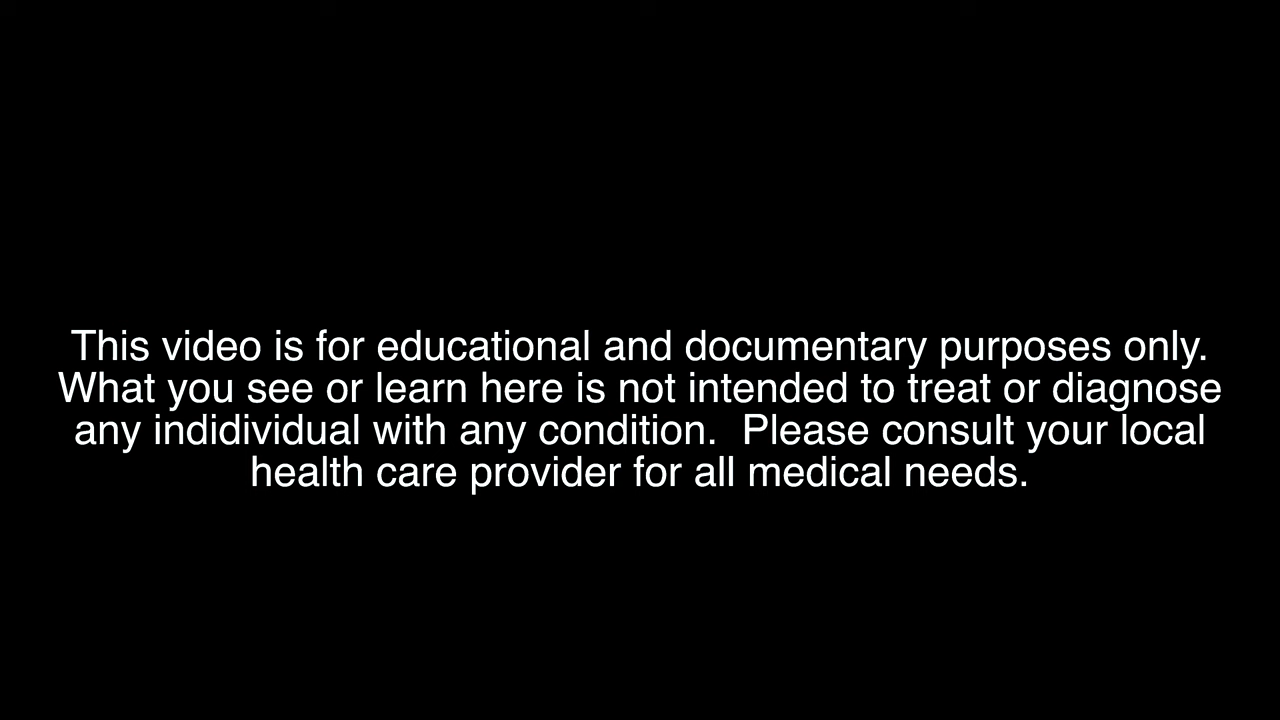 This video is for educational and documentary purposes only.
What you see or learn here is not intended to treat or diagnose
any indidividual with any condition.  Please consult your local
health care provider for all medical needs.